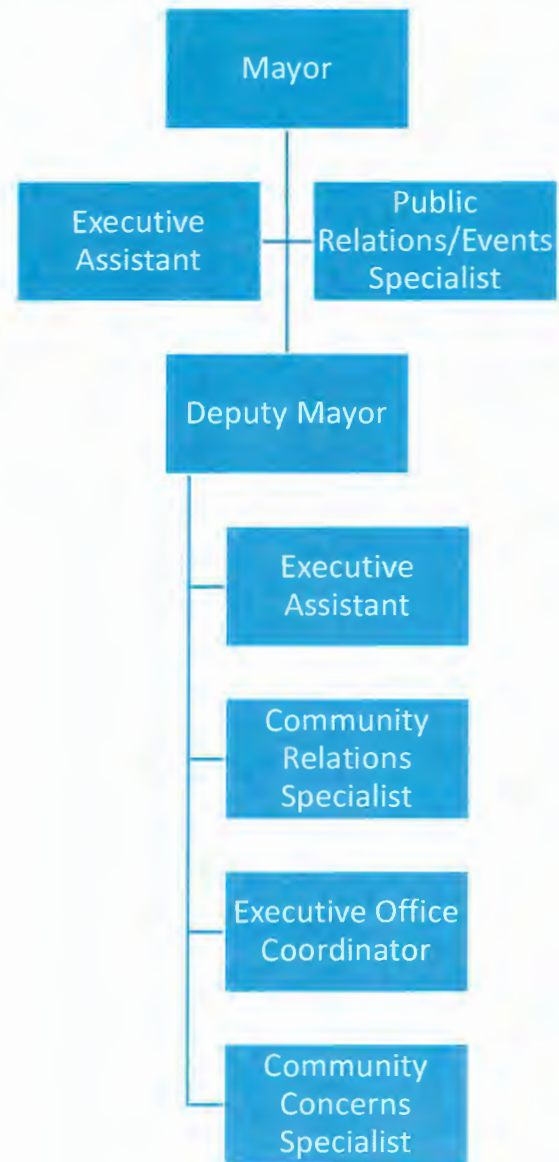 Mayor
Executive
Assistant
Public
Relations/Events
Specialist
Deputy Mayor
Executive
Assistant
Community
Relations
Specialist
Executive Office
Coordinator
Community
Concerns
Specialist